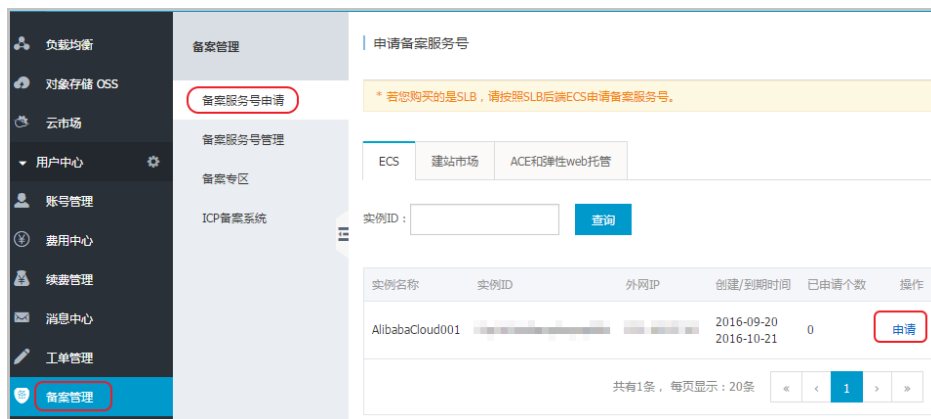 负载均衡
对象存储 OSS
云市场
用户中心
账号管理
费用中心
续费管理
消息中心
工单管理
备案管理
备案管理
备案服务号申请
备案服务号管理
备案专区
ICP备案系统
申请备案服务号
* 若您购买的是SLB，请按照SLB后端ECS申请备案服务号。
ECS 建站市场 ACE和弹性web托管
实例ID： 查询
实例名称 实例ID 外网IP 创建/到期时间 已申请个数 操作
AlibabaCloud001 2016-09-20 0 申请
2016-10-21
共有1条， 每页显示：20条 « ‹ 1 › »